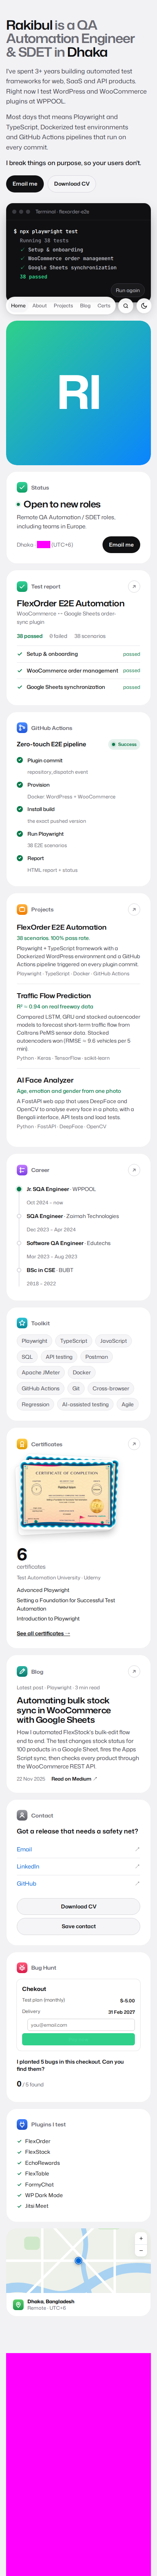 Rakibul is a QA
Automation Engineer
& SDET in Dhaka
I've spent 3+ years building automated test
frameworks for web, SaaS and API products.
Right now I test WordPress and WooCommerce
plugins at WPPOOL.
Most days that means Playwright and
TypeScript, Dockerized test environments
and GitHub Actions pipelines that run on
every commit.
I break things on purpose, so your users don't.
Email me
Download CV
Terminal · flexorder-e2e
$ npx playwright test
Running 38 tests
✓ Setup & onboarding
✓ WooCommerce order management
✓ Google Sheets synchronization
38 passed
Run again
Home
About
Projects
Blog
Certs
RI
Status
Open to new roles
Remote QA Automation / SDET roles,
including teams in Europe.
Dhaka
(UTC+6)
Email me
Test report
FlexOrder E2E Automation
WooCommerce ↔ Google Sheets order-
sync plugin
38 passed
0 failed
38 scenarios
Setup & onboarding
passed
WooCommerce order management
passed
Google Sheets synchronization
passed
GitHub Actions
Zero-touch E2E pipeline
Success
Plugin commit
repository_dispatch event
Provision
Docker: WordPress + WooCommerce
Install build
the exact pushed version
Run Playwright
38 E2E scenarios
Report
HTML report + status
Projects
FlexOrder E2E Automation
38 scenarios. 100% pass rate.
Playwright + TypeScript framework with a
Dockerized WordPress environment and a GitHub
Actions pipeline triggered on every plugin commit.
Playwright · TypeScript · Docker · GitHub Actions
Traffic Flow Prediction
R² = 0.94 on real freeway data
Compared LSTM, GRU and stacked autoencoder
models to forecast short-term traffic flow from
Caltrans PeMS sensor data. Stacked
autoencoders won (RMSE ≈ 9.6 vehicles per 5
min).
Python · Keras · TensorFlow · scikit-learn
AI Face Analyzer
Age, emotion and gender from one photo
A FastAPI web app that uses DeepFace and
OpenCV to analyze every face in a photo, with a
Bengali interface, API tests and load tests.
Python · FastAPI · DeepFace · OpenCV
Career
Jr. SQA Engineer · WPPOOL
Oct 2024 – now
SQA Engineer · Zaimah Technologies
Dec 2023 – Apr 2024
Software QA Engineer · Edutechs
Mar 2023 – Aug 2023
BSc in CSE · BUBT
2018 – 2022
Toolkit
Playwright
TypeScript
JavaScript
SQL
API testing
Postman
Apache JMeter
Docker
GitHub Actions
Git
Cross-browser
Regression
AI-assisted testing
Agile
Certificates
CERTIFICATE OF COMPLETION
6
certificates
Test Automation University · Udemy
Advanced Playwright
Setting a Foundation for Successful Test
Automation
Introduction to Playwright
See all certificates →
Blog
Latest post · Playwright · 3 min read
Automating bulk stock
sync in WooCommerce
with Google Sheets
How I automated FlexStock's bulk-edit flow
end to end. The test changes stock status for
100 products in a Google Sheet, fires the Apps
Script sync, then checks every product through
the WooCommerce REST API.
22 Nov 2025
Read on Medium ↗
Contact
Got a release that needs a safety net?
Email
LinkedIn
GitHub
Download CV
Save contact
Bug Hunt
Chekout
Test plan (monthly)
$-5.00
Delivery
31 Feb 2027
you@email.com
I planted 5 bugs in this checkout. Can you
find them?
0 / 5 found
Plugins I test
FlexOrder
FlexStock
EchoRewards
FlexTable
FormyChat
WP Dark Mode
Jitsi Meet
+
−
Dhaka, Bangladesh
Remote · UTC+6